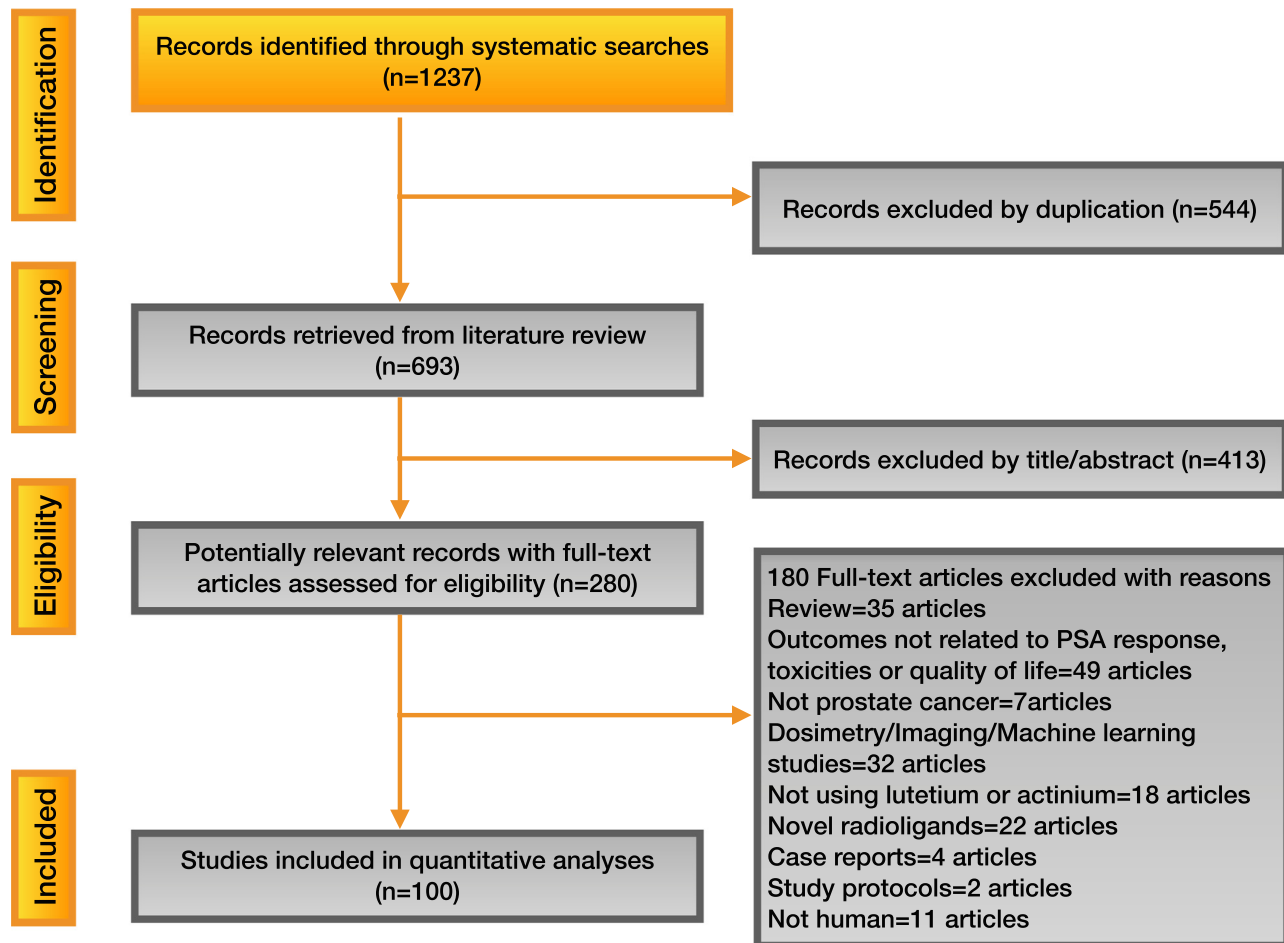 Identification
Records identified through systematic searches
(n=1237)
Records excluded by duplication (n=544)
Screening
Records retrieved from literature review
(n=693)
Records excluded by title/abstract (n=413)
Eligibility
Potentially relevant records with full-text
articles assessed for eligibility (n=280)
180 Full-text articles excluded with reasons
Review=35 articles
Outcomes not related to PSA response,
toxicities or quality of life=49 articles
Not prostate cancer=7articles
Dosimetry/Imaging/Machine learning
studies=32 articles
Not using lutetium or actinium=18 articles
Novel radioligands=22 articles
Case reports=4 articles
Study protocols=2 articles
Not human=11 articles
Included
Studies included in quantitative analyses
(n=100)